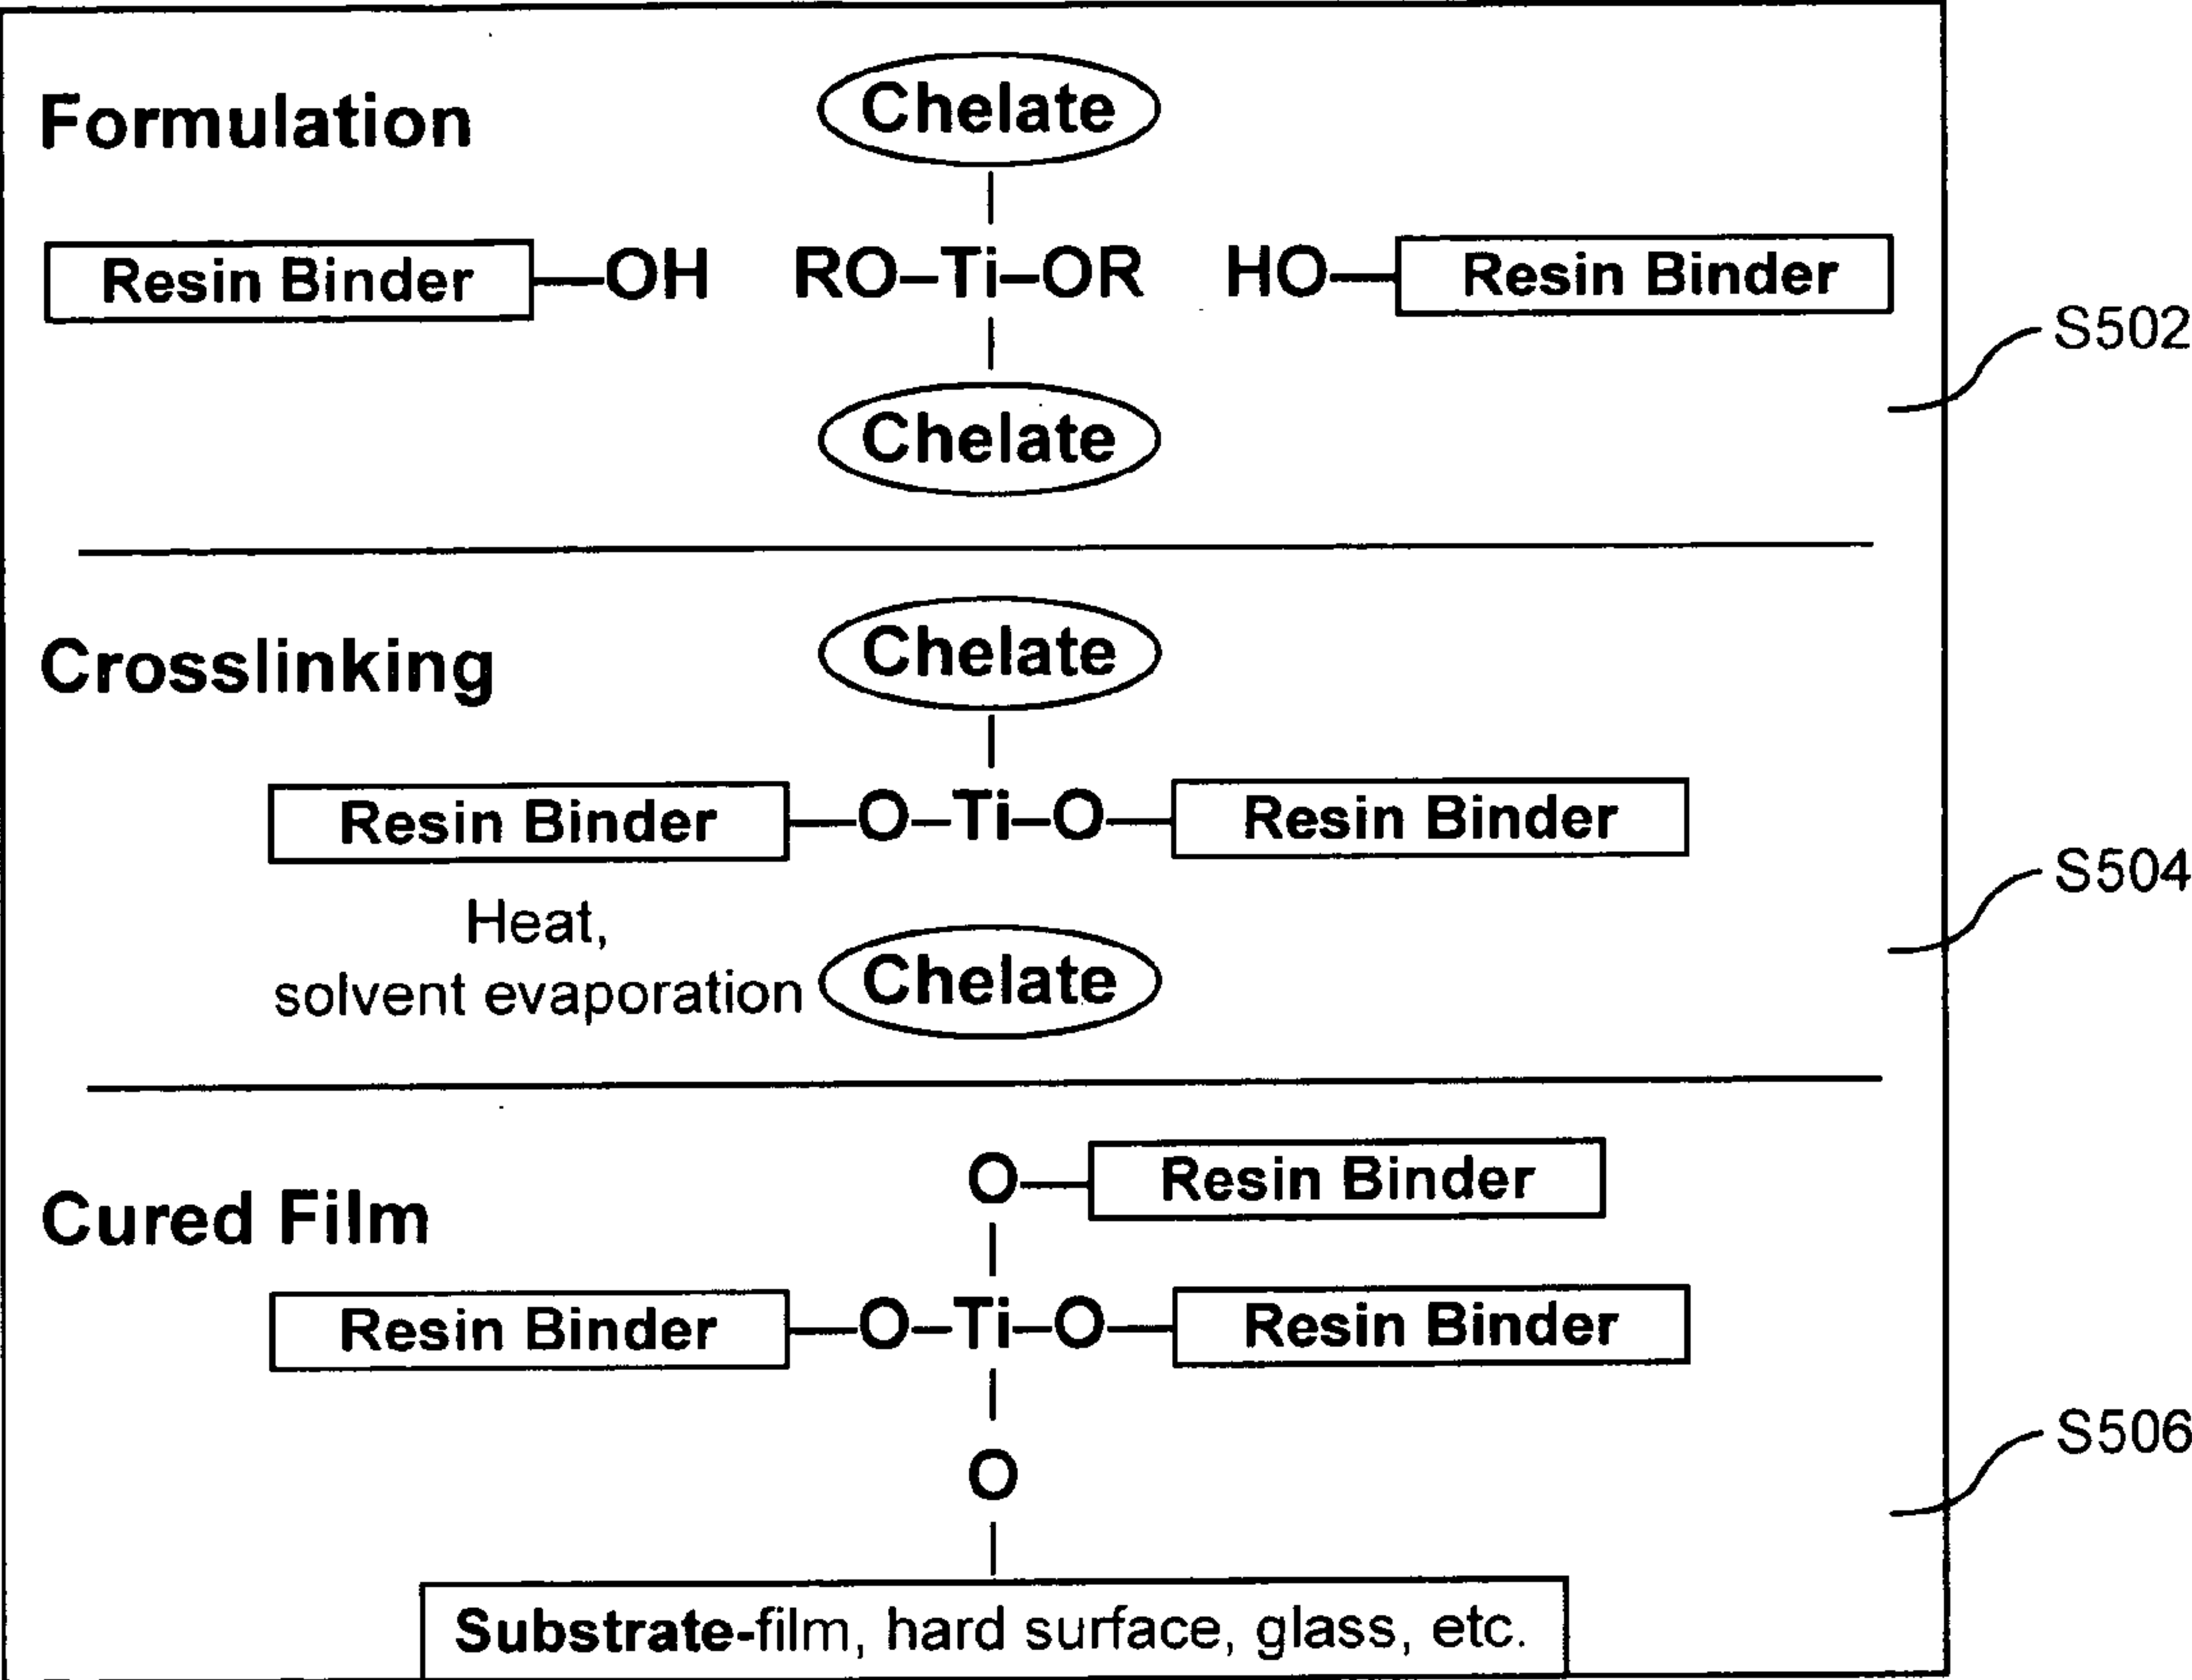 Formulation
Chelate
Resin Binder—OH RO–Ti–OR HO—Resin Binder
S502
Chelate
Crosslinking
Chelate
Resin Binder—O–Ti–O—Resin Binder
S504
Heat,
solvent evaporation
Chelate
Cured Film
O—Resin Binder
Resin Binder—O–Ti–O—Resin Binder
S506
O
Substrate-film, hard surface, glass, etc.